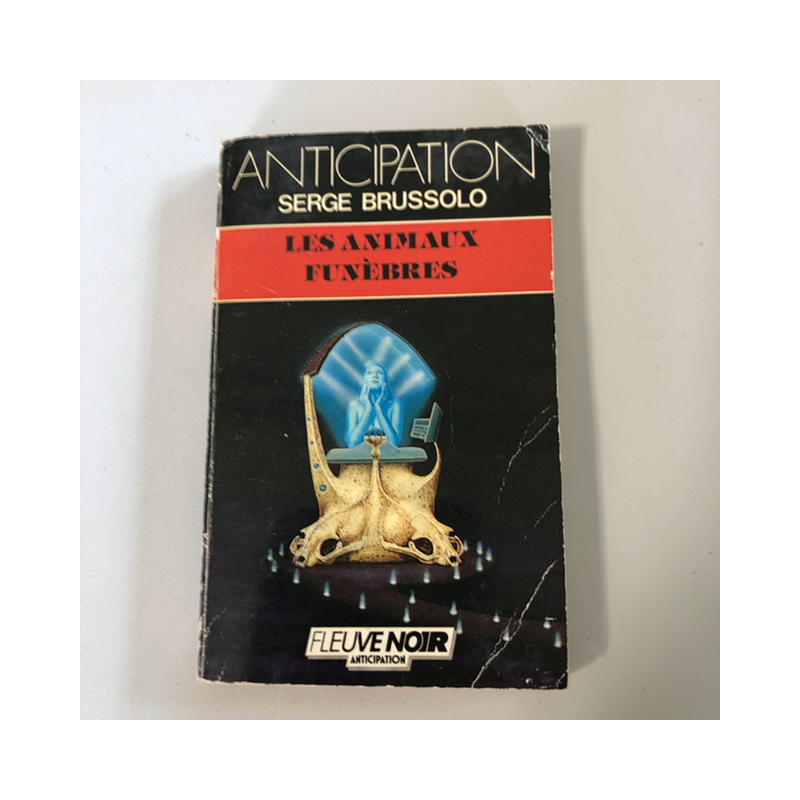 ANTICIPATION
SERGE BRUSSOLO
LES ANIMAUX
FUNÈBRES
FLEUVE NOIR
ANTICIPATION